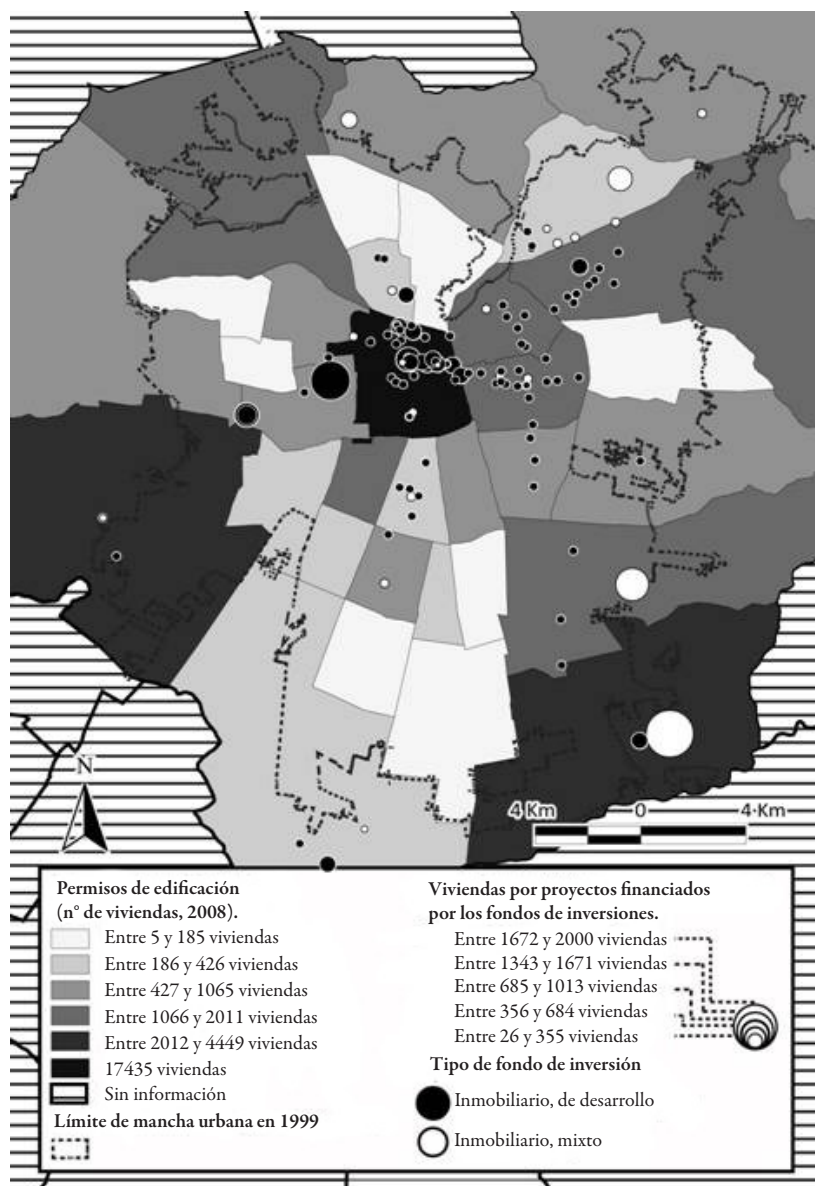 N
4 Km 0 4 Km
Permisos de edificación
(n° de viviendas, 2008).
Entre 5 y 185 viviendas
Entre 186 y 426 viviendas
Entre 427 y 1065 viviendas
Entre 1066 y 2011 viviendas
Entre 2012 y 4449 viviendas
17435 viviendas
Sin información
Límite de mancha urbana en 1999
Viviendas por proyectos financiados
por los fondos de inversiones.
Entre 1672 y 2000 viviendas
Entre 1343 y 1671 viviendas
Entre 685 y 1013 viviendas
Entre 356 y 684 viviendas
Entre 26 y 355 viviendas
Tipo de fondo de inversión
Inmobiliario, de desarrollo
Inmobiliario, mixto